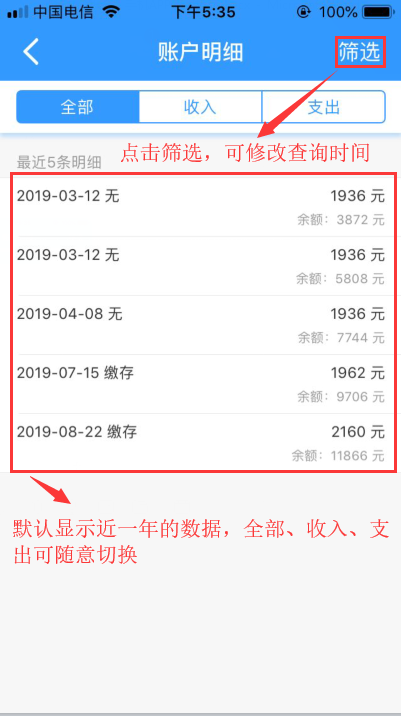 中国电信 下午5:35 100%
账户明细 筛选
全部 收入 支出
点击筛选，可修改查询时间
最近5条明细
2019-03-12 无 1936 元
余额：3872 元
2019-03-12 无 1936 元
余额：5808 元
2019-04-08 无 1936 元
余额：7744 元
2019-07-15 缴存 1962 元
余额：9706 元
2019-08-22 缴存 2160 元
余额：11866 元
默认显示近一年的数据，全部、收入、支
出可随意切换